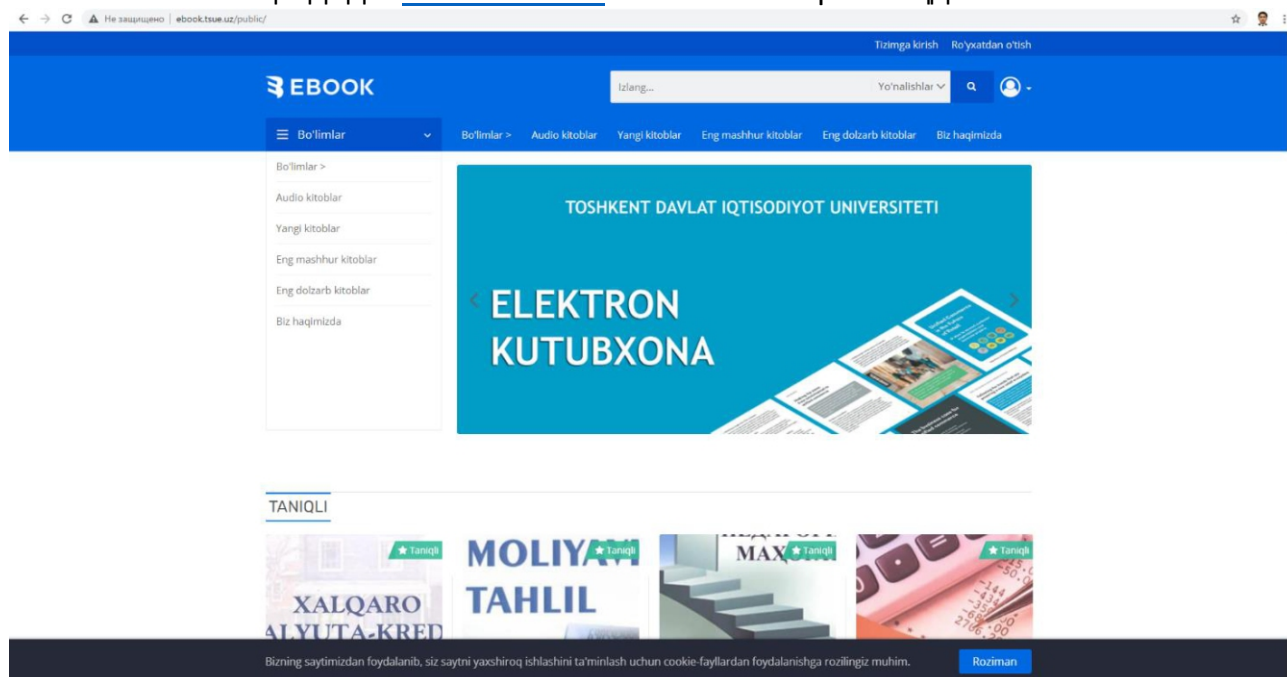 Не защищено | ebook.tsue.uz/public/
Tizimga kirish Ro'yxatdan o'tish
EBOOK
Izlang... Yo'nalishlar
Bo'limlar
Bo'limlar > Audio kitoblar Yangi kitoblar Eng mashhur kitoblar Eng dolzarb kitoblar Biz haqimizda
Bo'limlar >
Audio kitoblar
Yangi kitoblar
Eng mashhur kitoblar
Eng dolzarb kitoblar
Biz haqimizda
TOSHKENT DAVLAT IQTISODIYOT UNIVERSITETI
ELEKTRON
KUTUBXONA
TANIQLI
Taniqli
XALQARO
Taniqli
MOLIYA
TAHLIL
Taniqli
Taniqli
Bizning saytimizdan foydalanib, siz saytni yaxshiroq ishlashini ta'minlash uchun cookie-fayllardan foydalanishga rozilingiz muhim.
Roziman